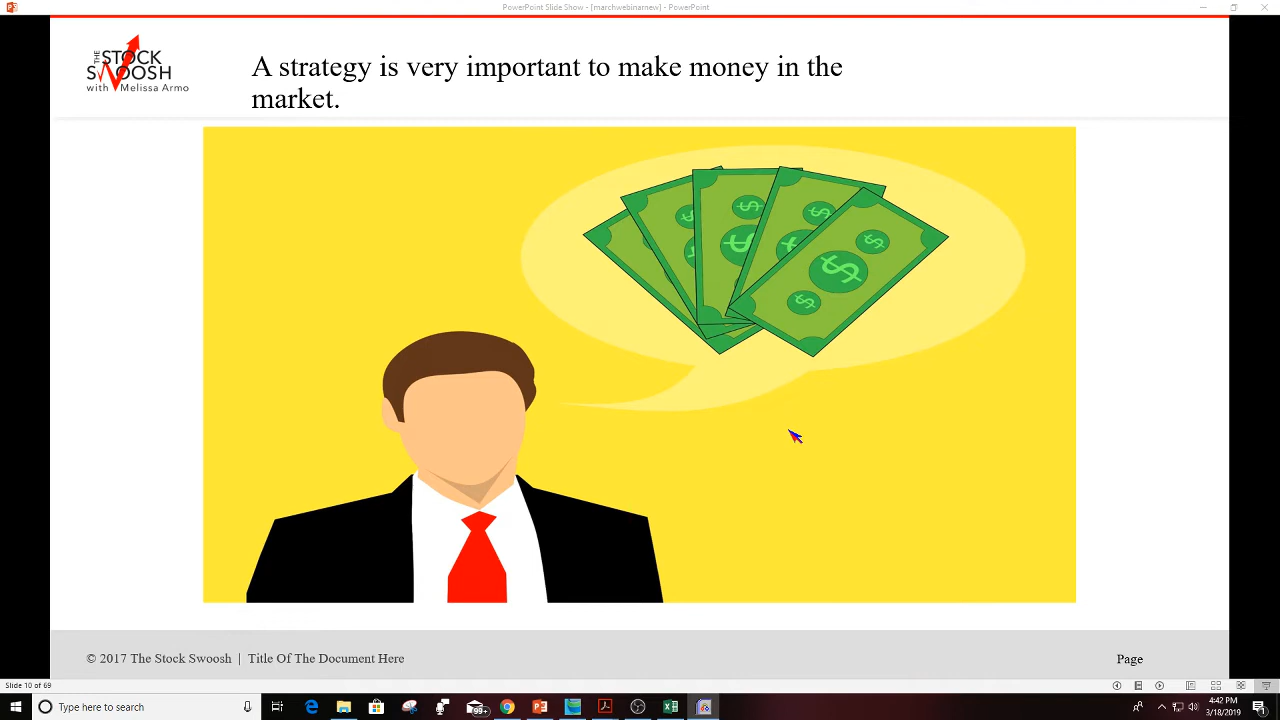 PowerPoint Slide Show - [marchwebinarnew] - PowerPoint
THE STOCK
SWOOSH
with Melissa Armo
A strategy is very important to make money in the
market.
© 2017 The Stock Swoosh | Title Of The Document Here
Page
Slide 10 of 69
Type here to search
99+
4:42 PM
3/18/2019